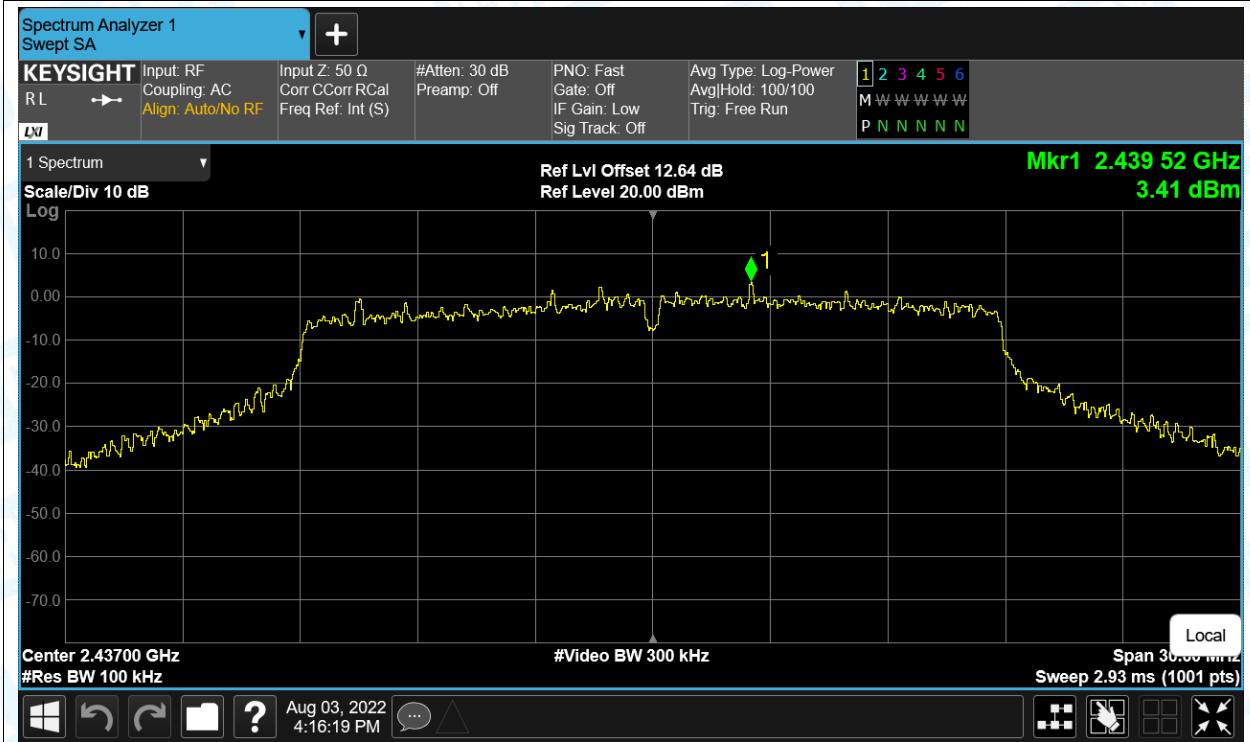 Spectrum Analyzer 1
Swept SA
KEYSIGHT
R L
LXI
Input: RF
Coupling: AC
Align: Auto/No RF
Input Z: 50 Ω
Corr CCorr RCal
Freq Ref: Int (S)
#Atten: 30 dB
Preamp: Off
PNO: Fast
Gate: Off
IF Gain: Low
Sig Track: Off
Avg Type: Log-Power
Avg|Hold: 100/100
Trig: Free Run
1 2 3 4 5 6
M W W W W W
P N N N N N N
1 Spectrum
Scale/Div 10 dB
Log
Ref Lvl Offset 12.64 dB
Ref Level 20.00 dBm
Mkr1 2.439 52 GHz
3.41 dBm
1
10.0
0.00
-10.0
-20.0
-30.0
-40.0
-50.0
-60.0
-70.0
Local
Center 2.43700 GHz
#Res BW 100 kHz
#Video BW 300 kHz
Span 30.00 MHz
Sweep 2.93 ms (1001 pts)
?
Aug 03, 2022
4:16:19 PM